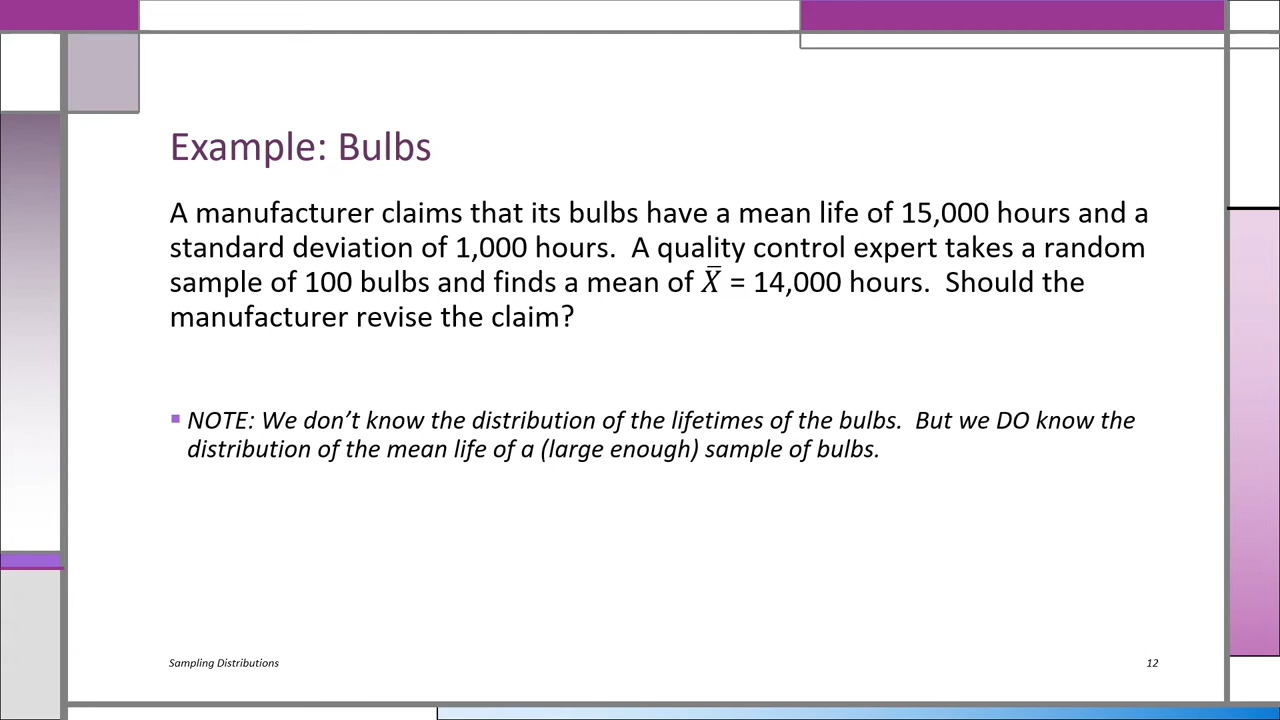 Example: Bulbs
A manufacturer claims that its bulbs have a mean life of 15,000 hours and a
standard deviation of 1,000 hours.  A quality control expert takes a random
sample of 100 bulbs and finds a mean of X̅ = 14,000 hours.  Should the
manufacturer revise the claim?
▪ NOTE: We don’t know the distribution of the lifetimes of the bulbs.  But we DO know the
distribution of the mean life of a (large enough) sample of bulbs.
Sampling Distributions
12